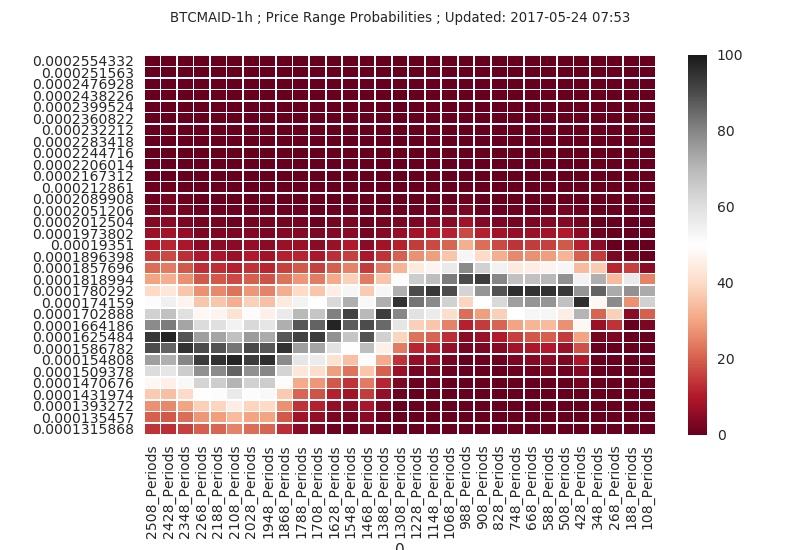 BTCMAID-1h ; Price Range Probabilities ; Updated: 2017-05-24 07:53
0.0002554332
0.000251563
0.0002476928
0.0002438226
0.0002399524
0.0002360822
0.000232212
0.0002283418
0.0002244716
0.0002206014
0.0002167312
0.000212861
0.0002089908
0.0002051206
0.0002012504
0.0001973802
0.00019351
0.0001896398
0.0001857696
0.0001818994
0.0001780292
0.000174159
0.0001702888
0.0001664186
0.0001625484
0.0001586782
0.000154808
0.0001509378
0.0001470676
0.0001431974
0.0001393272
0.000135457
0.0001315868
100
80
60
40
20
0
2508_Periods
2428_Periods
2348_Periods
2268_Periods
2188_Periods
2108_Periods
2028_Periods
1948_Periods
1868_Periods
1788_Periods
1708_Periods
1628_Periods
1548_Periods
1468_Periods
1388_Periods
1308_Periods
1228_Periods
1148_Periods
1068_Periods
988_Periods
908_Periods
828_Periods
748_Periods
668_Periods
588_Periods
508_Periods
428_Periods
348_Periods
268_Periods
188_Periods
108_Periods